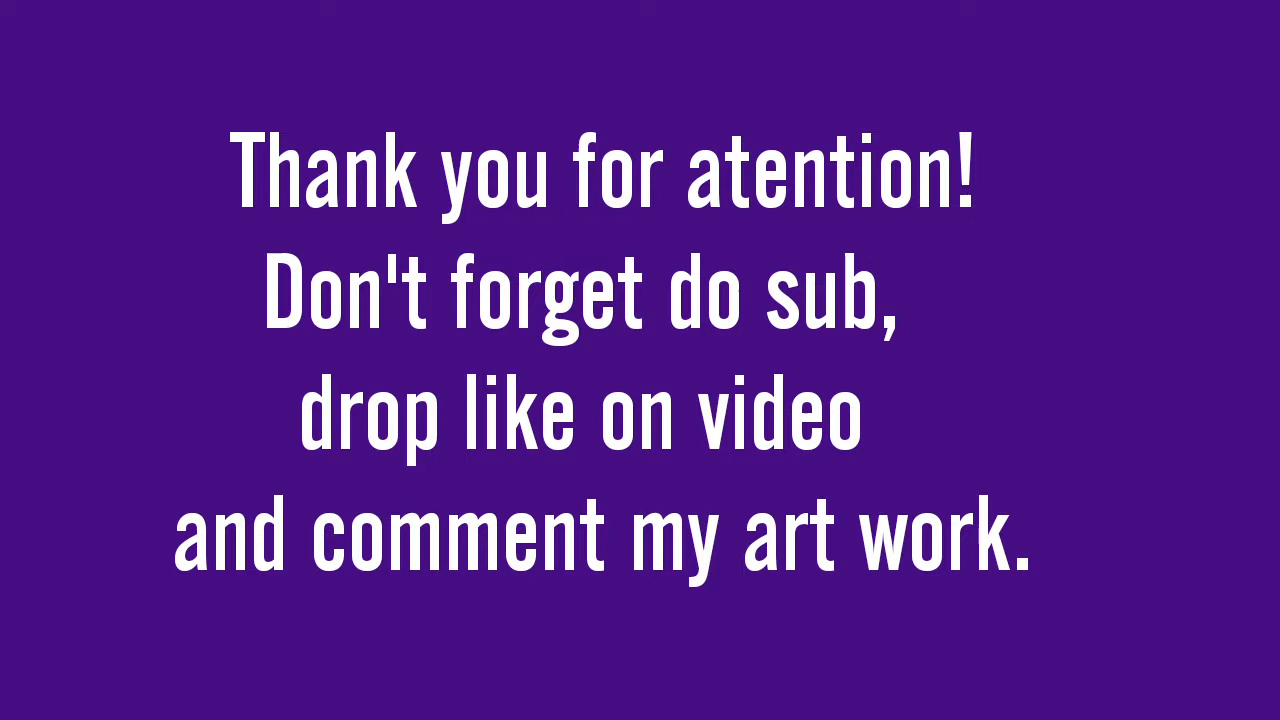 Thank you for atention!
Don't forget do sub,
drop like on video
and comment my art work.